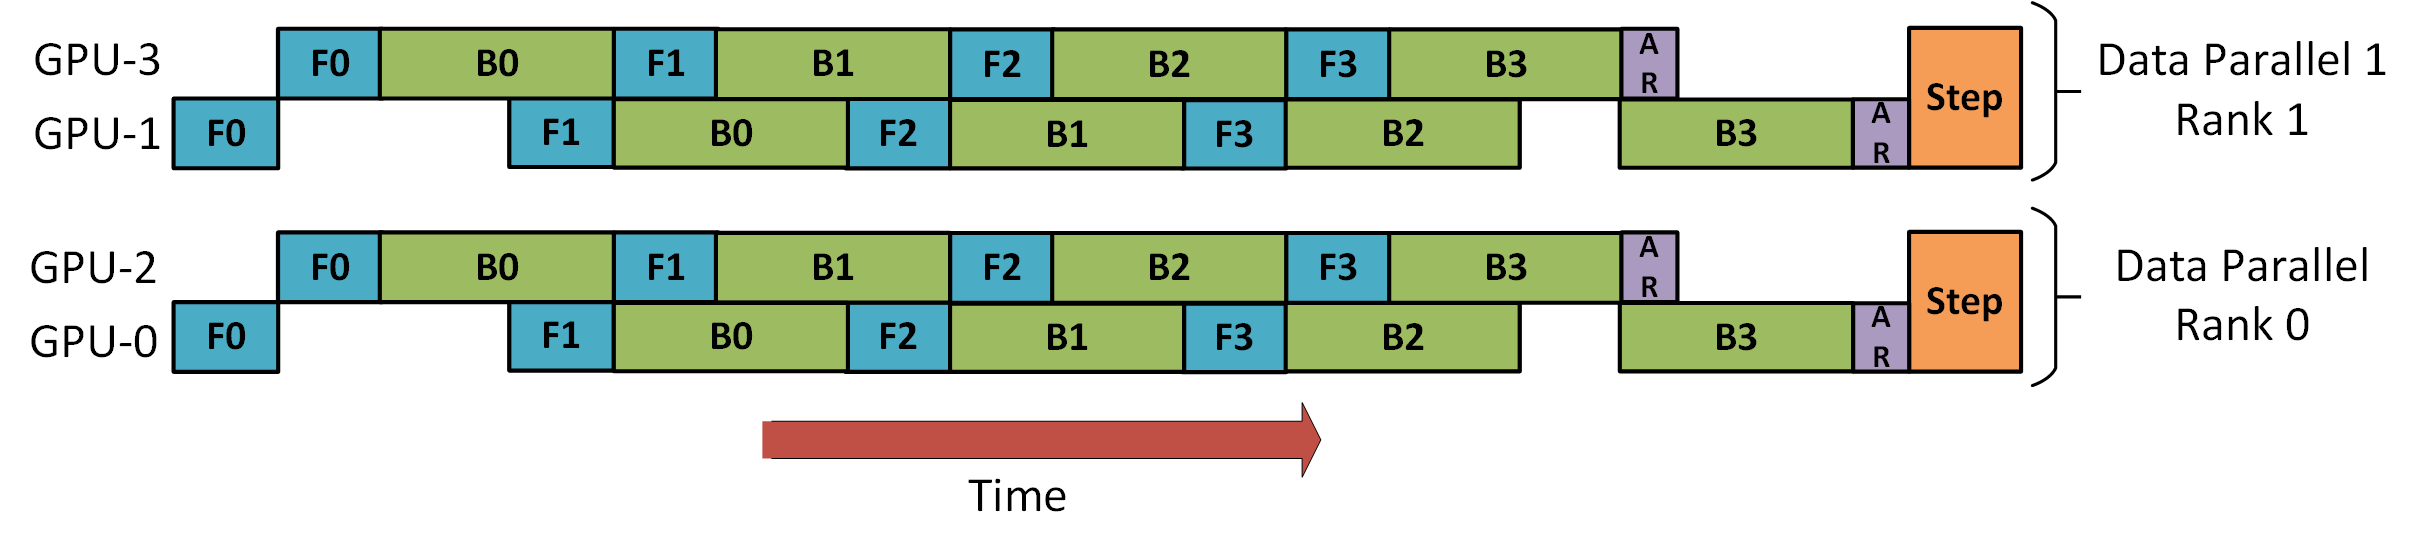 GPU-3 F0 B0 F1 B1 F2 B2 F3 B3 A R
GPU-1 F0 F1 B0 F2 B1 F3 B2 B3 A R Step
Data Parallel 1
Rank 1
GPU-2 F0 B0 F1 B1 F2 B2 F3 B3 A R
GPU-0 F0 F1 B0 F2 B1 F3 B2 B3 A R Step
Data Parallel
Rank 0
Time